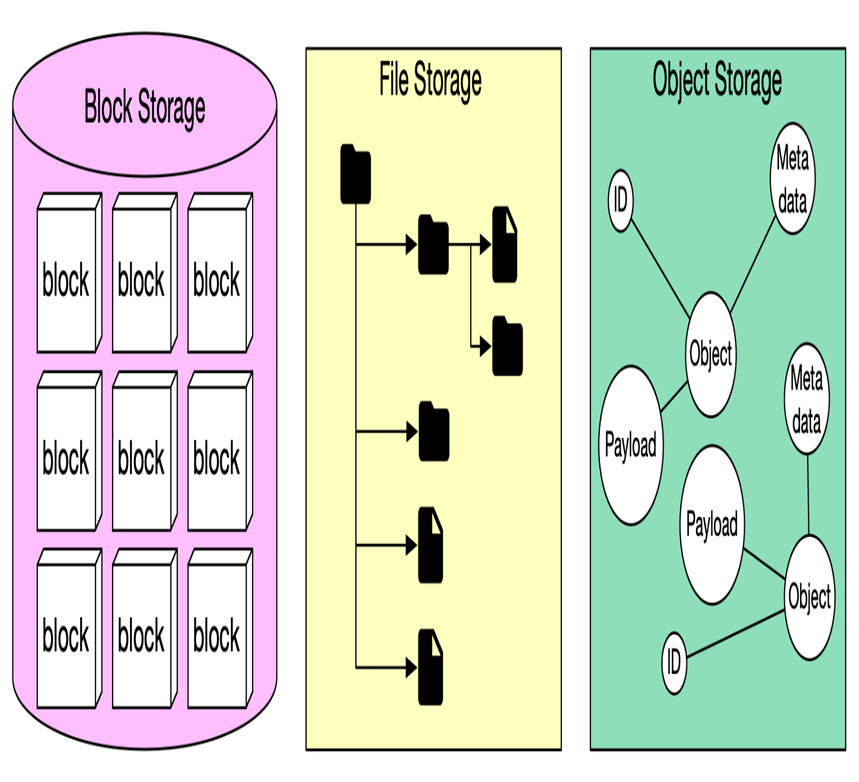 Block Storage
block block block
block block block
block block block
File Storage
Object Storage
ID
Meta
data
Object
Payload
Meta
data
Payload
Object
ID